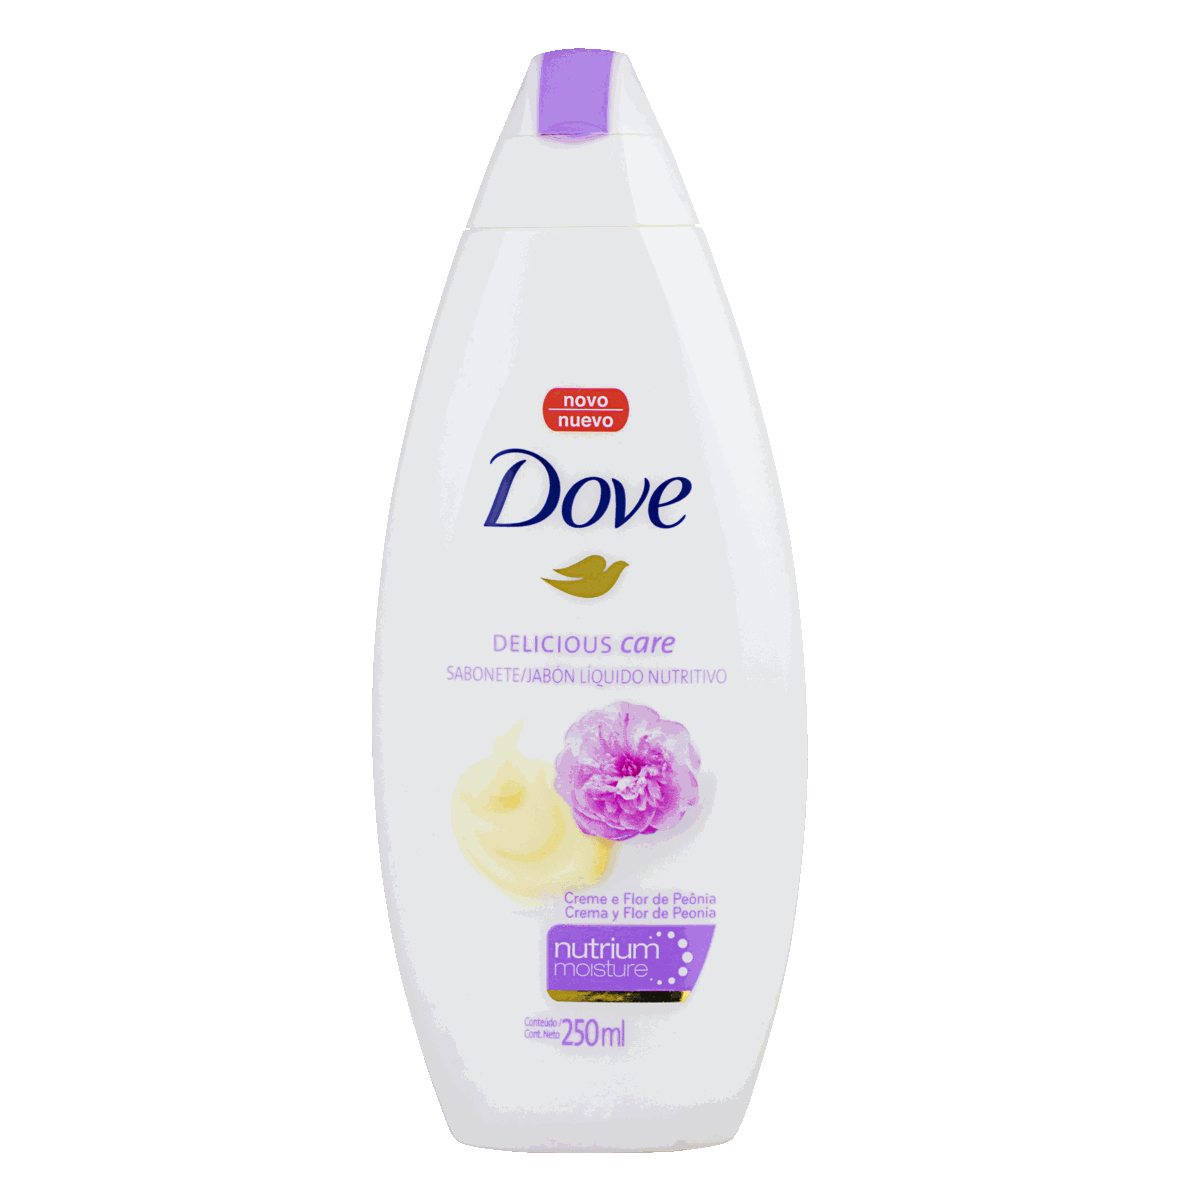 novo
nuevo
Dove
DELICIOUS care
SABONETE/JABÓN LÍQUIDO NUTRITIVO
Creme e Flor de Peônia
Crema y Flor de Peonia
nutrium
moisture
Conteúdo /
Cont. Neto 250ml